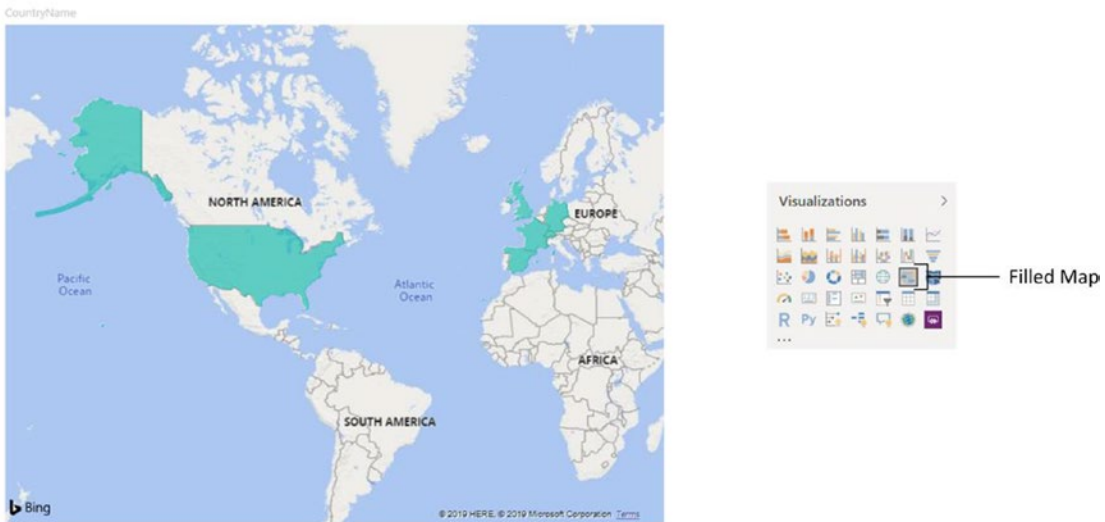 CountryName
NORTH AMERICA
EUROPE
Pacific
Ocean
Atlantic
Ocean
AFRICA
SOUTH AMERICA
Bing
© 2019 HERE, © 2019 Microsoft Corporation Terms
Visualizations
Filled Map
R Py
...